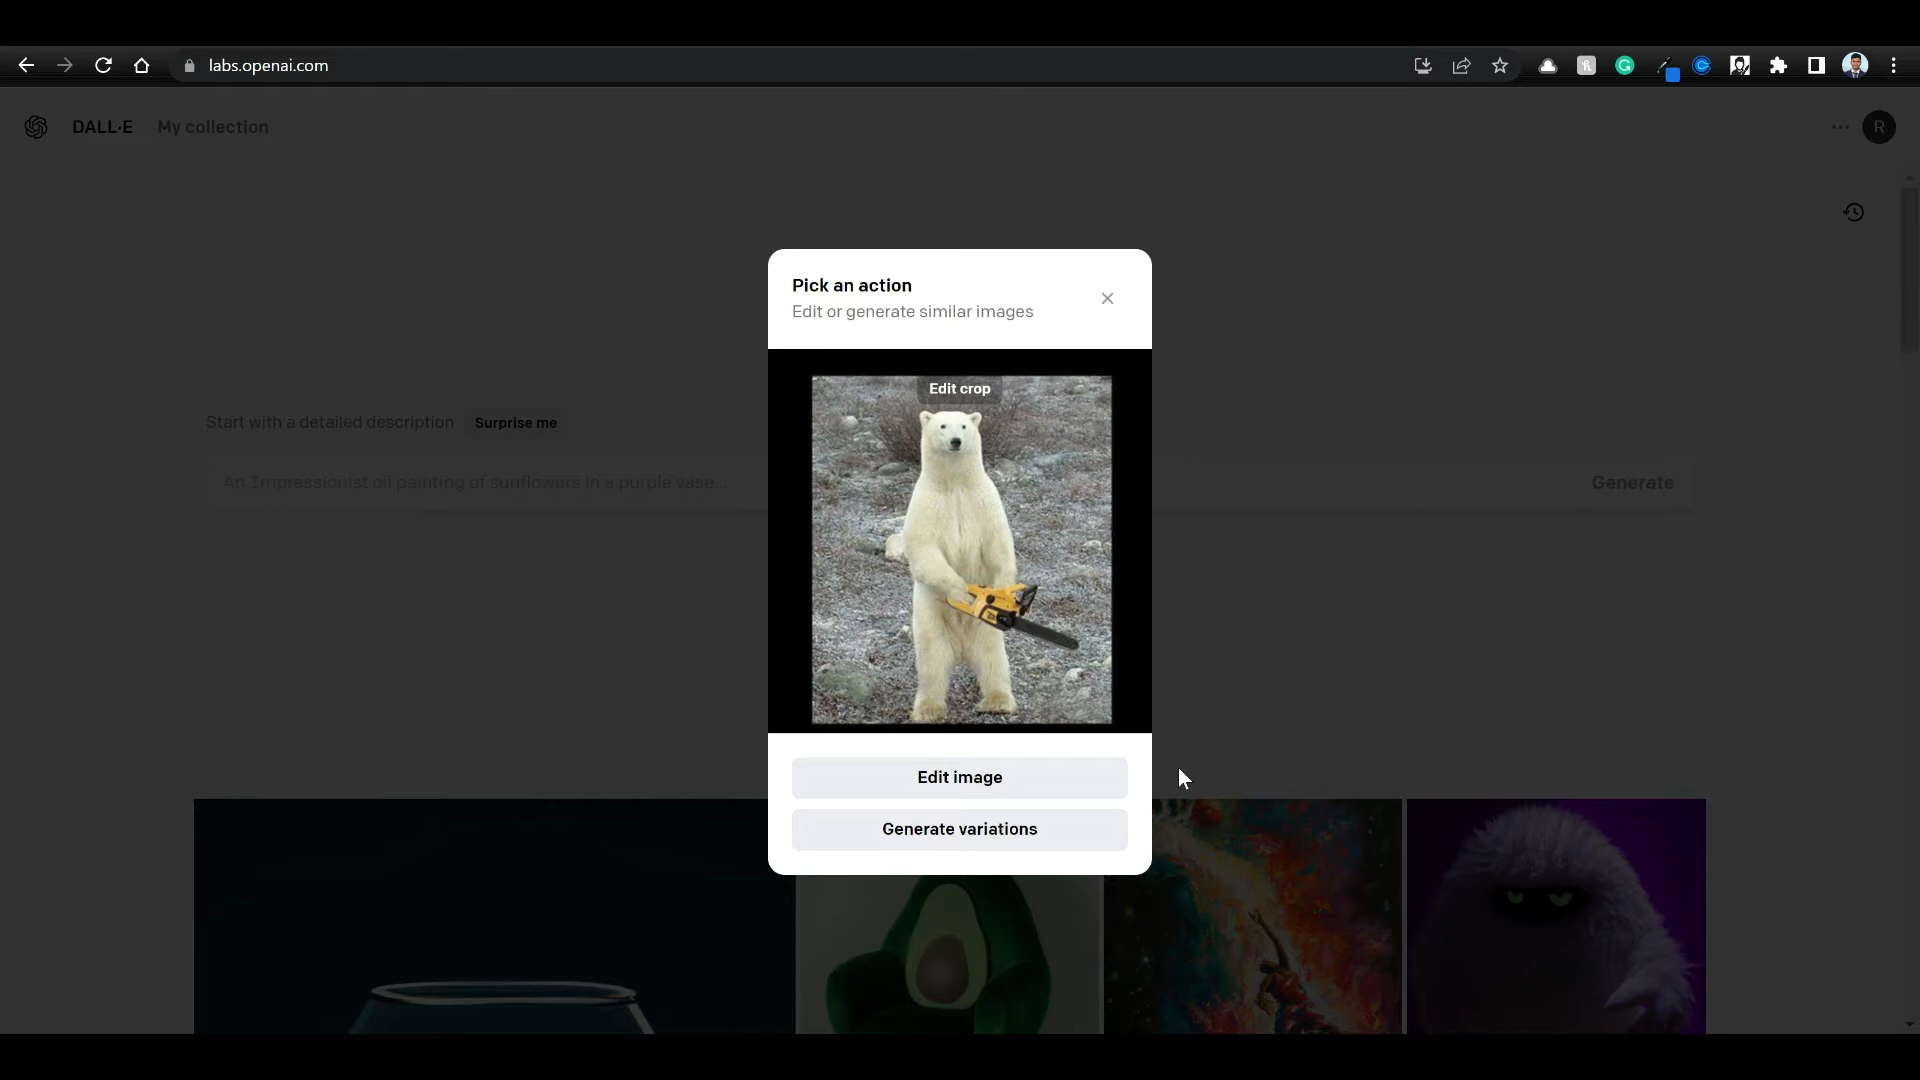 labs.openai.com
DALL·E My collection
R
Pick an action
Edit or generate similar images
Edit crop
Start with a detailed description Surprise me
An Impressionist oil painting of sunflowers in a purple vase...
Generate
Edit image
Generate variations